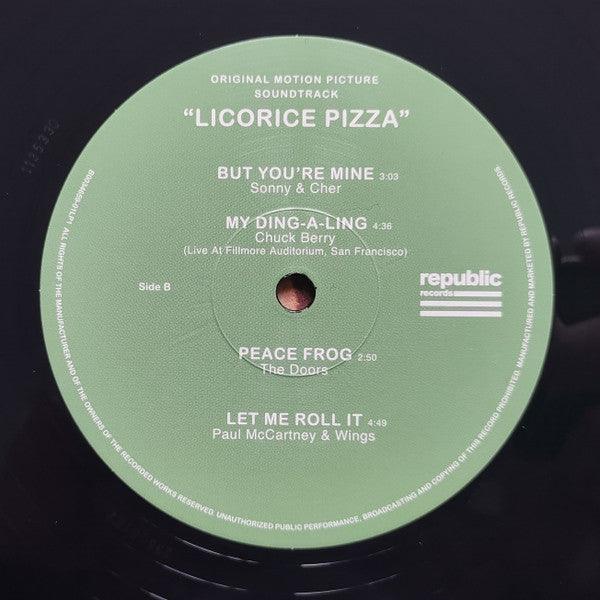 ORIGINAL MOTION PICTURE
SOUNDTRACK
“LICORICE PIZZA”
BUT YOU'RE MINE 3:03
Sonny & Cher
MY DING-A-LING 4:36
Chuck Berry
(Live At Fillmore Auditorium, San Francisco)
Side B
republic
records
PEACE FROG 2:50
The Doors
LET ME ROLL IT 4:49
Paul McCartney & Wings
B0034659-01LP1 ALL RIGHTS OF THE MANUFACTURER AND OF THE OWNERS OF THE RECORDED WORKS RESERVED. UNAUTHORIZED PUBLIC PERFORMANCE, BROADCASTING AND COPYING OF THIS RECORD PROHIBITED. MANUFACTURED AND MARKETED BY REPUBLIC RECORDS.